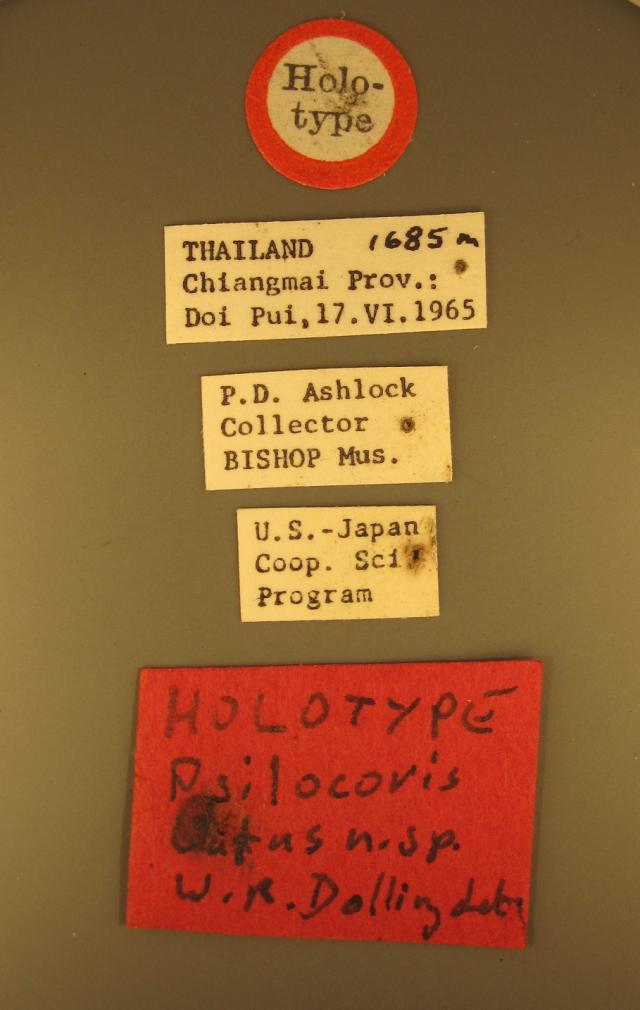 Holo-
type
THAILAND 1685 m
Chiangmai Prov.:
Doi Pui, 17.VI.1965
P.D. Ashlock
Collector
BISHOP Mus.
U.S.-Japan
Coop. Sci
Program
HOLOTYPE
Psilocoris
n.sp.
W.R. Dolling